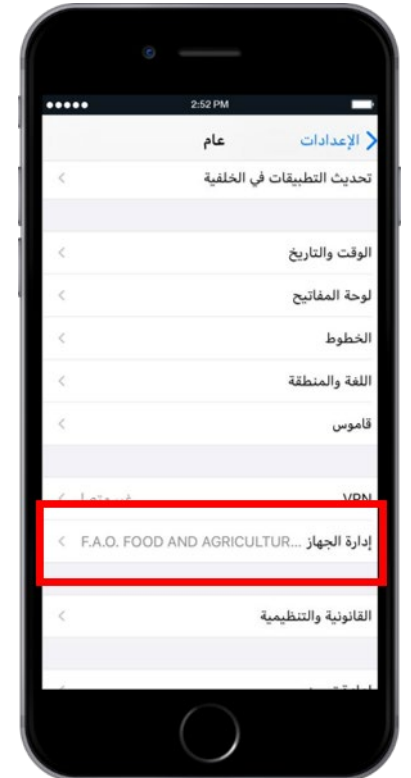 2:52 PM
الإعدادات
عام
تحديث التطبيقات في الخلفية
الوقت والتاريخ
لوحة المفاتيح
الخطوط
اللغة والمنطقة
قاموس
VPN
إدارة الجهاز F.A.O. FOOD AND AGRICULTUR...
القانونية والتنظيمية